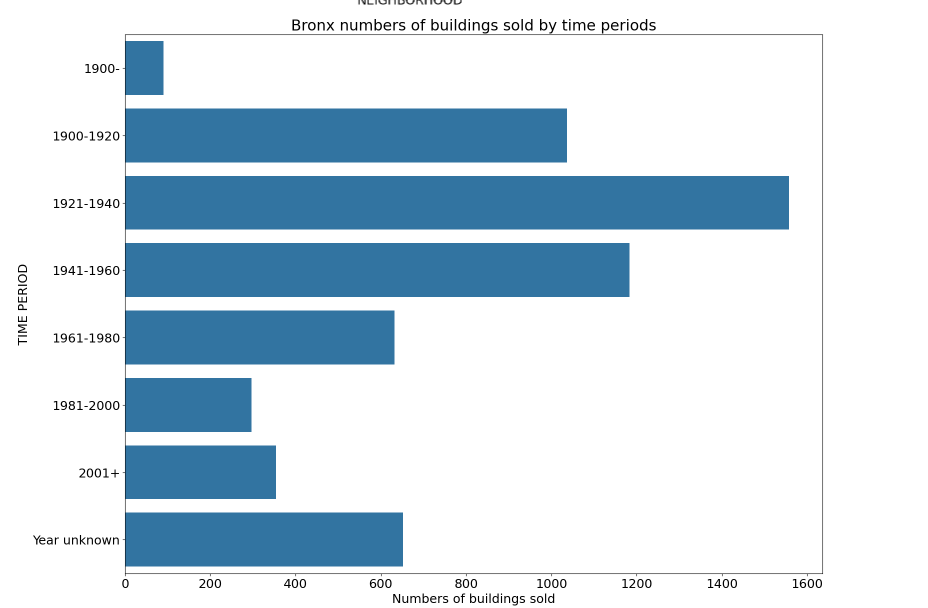 NEIGHBORHOOD
Bronx numbers of buildings sold by time periods
TIME PERIOD
1900-
1900-1920
1921-1940
1941-1960
1961-1980
1981-2000
2001+
Year unknown
0 200 400 600 800 1000 1200 1400 1600
Numbers of buildings sold